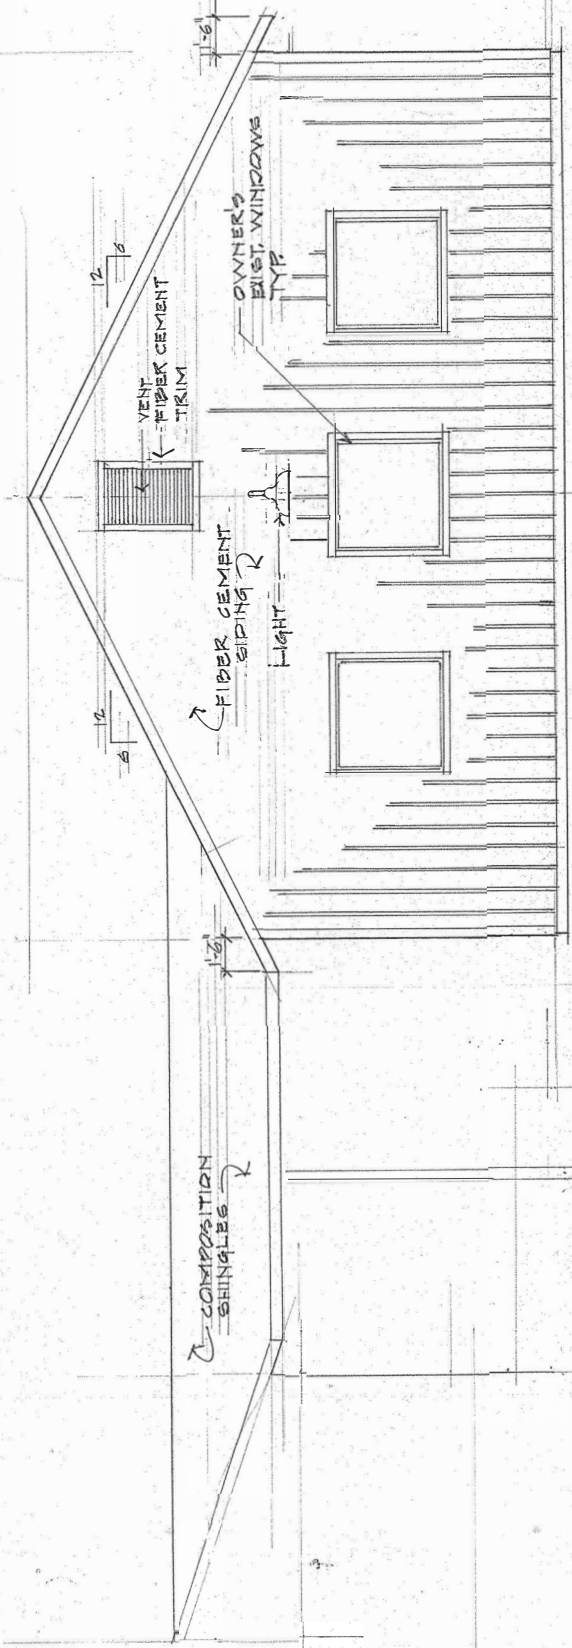 COMPOSITION
SHINGLES
1'-6"
12
6
FIBER CEMENT
SIDING
LIGHT
VENT
FIBER CEMENT
TRIM
12
6
OWNER'S
EXIST. WINDOWS
TYP.
1'-6"